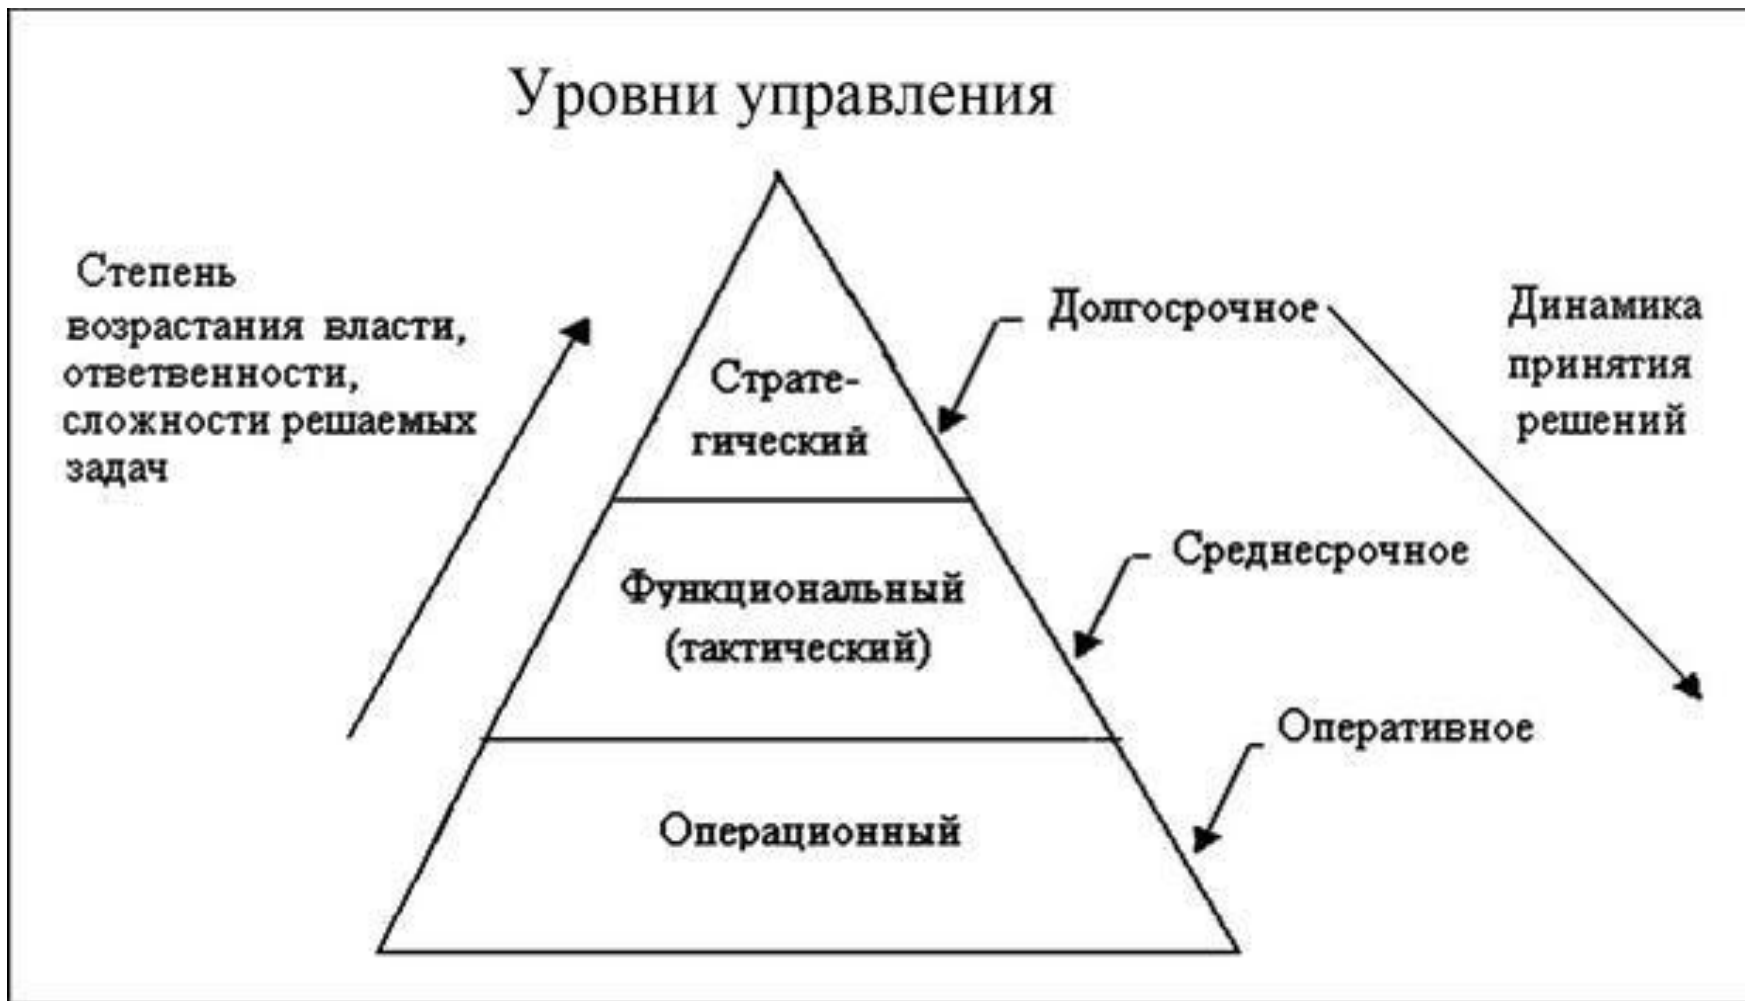 Уровни управления
Степень
возрастания власти,
ответвенности,
сложности решаемых
задач
Страте-
гический
Функциональный
(тактический)
Операционный
Долгосрочное
Среднесрочное
Оперативное
Динамика
принятия
решений